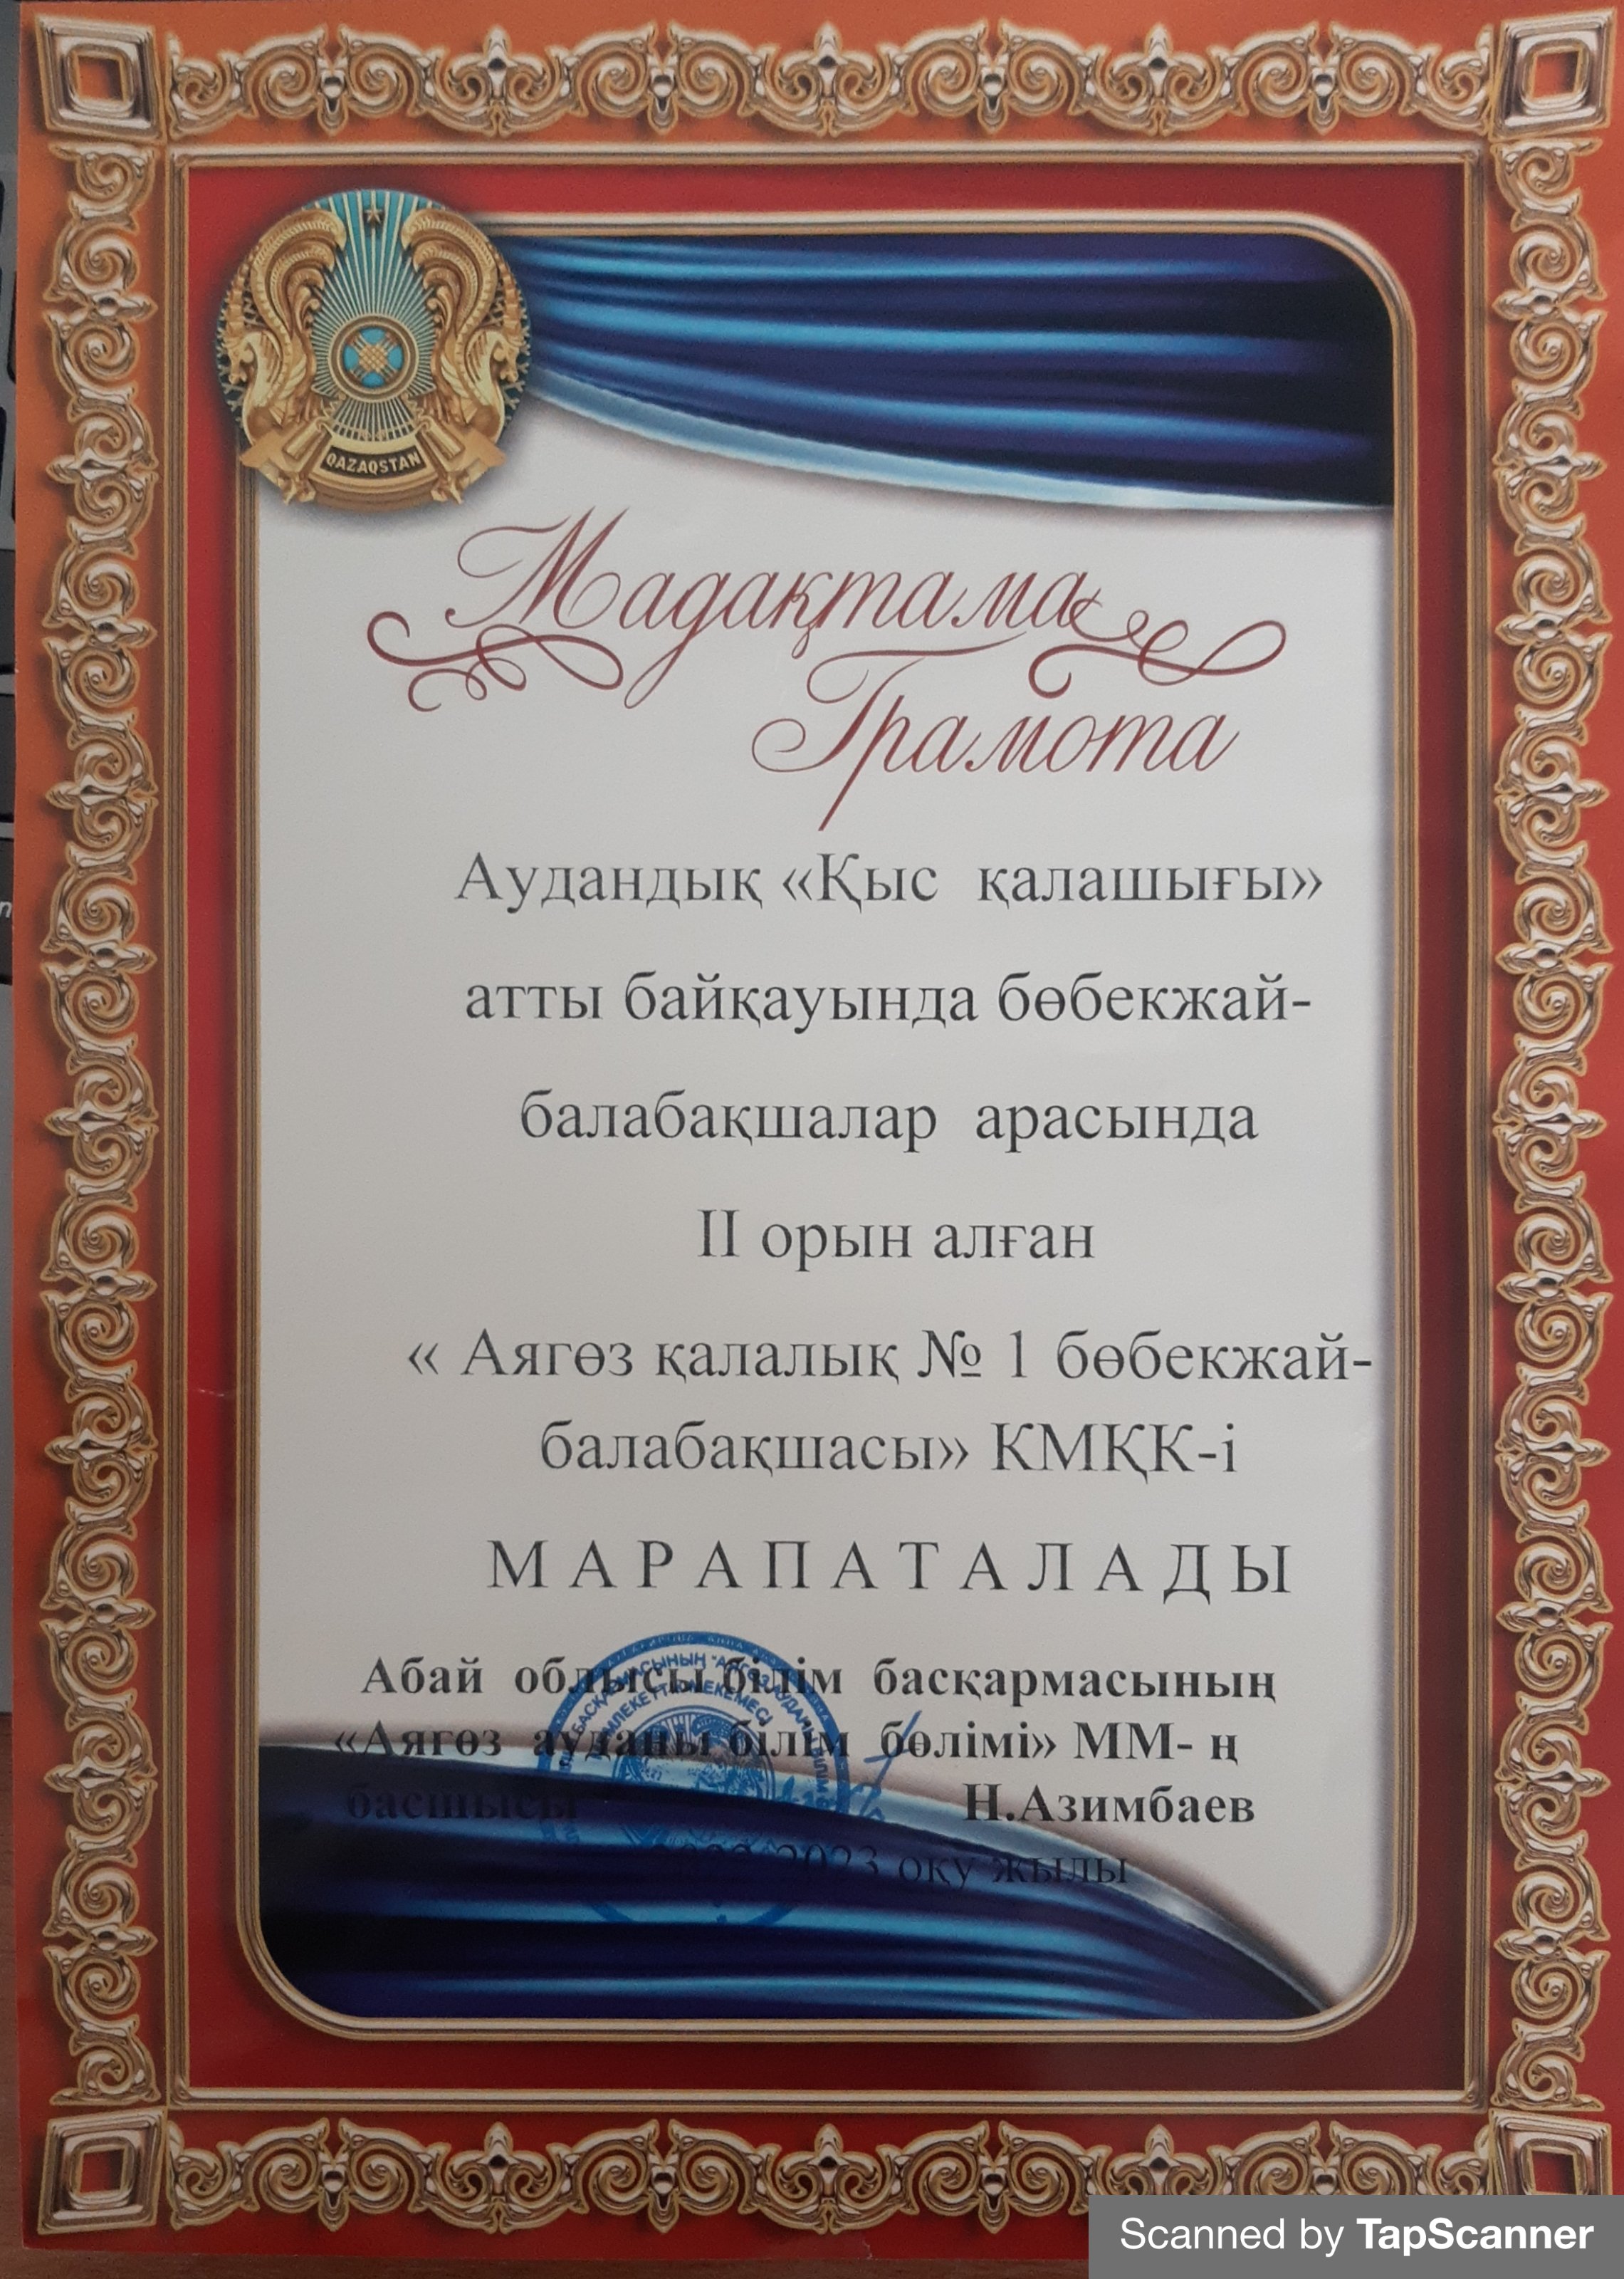 QAZAQSTAN
Мадақтама
Грамота
Аудандық «Қыс қалашығы»
атты байқауында бөбекжай-
балабақшалар арасында
II орын алған
« Аягөз қалалық № 1 бөбекжай-
балабақшасы» КМҚК-і
М А Р А П А Т А Л А Д Ы
Абай облысы білім басқармасының
«Аягөз ауданы білім бөлімі» ММ- ң
басшысы Н.Азимбаев
2022-2023 оқу жылы
Scanned by TapScanner